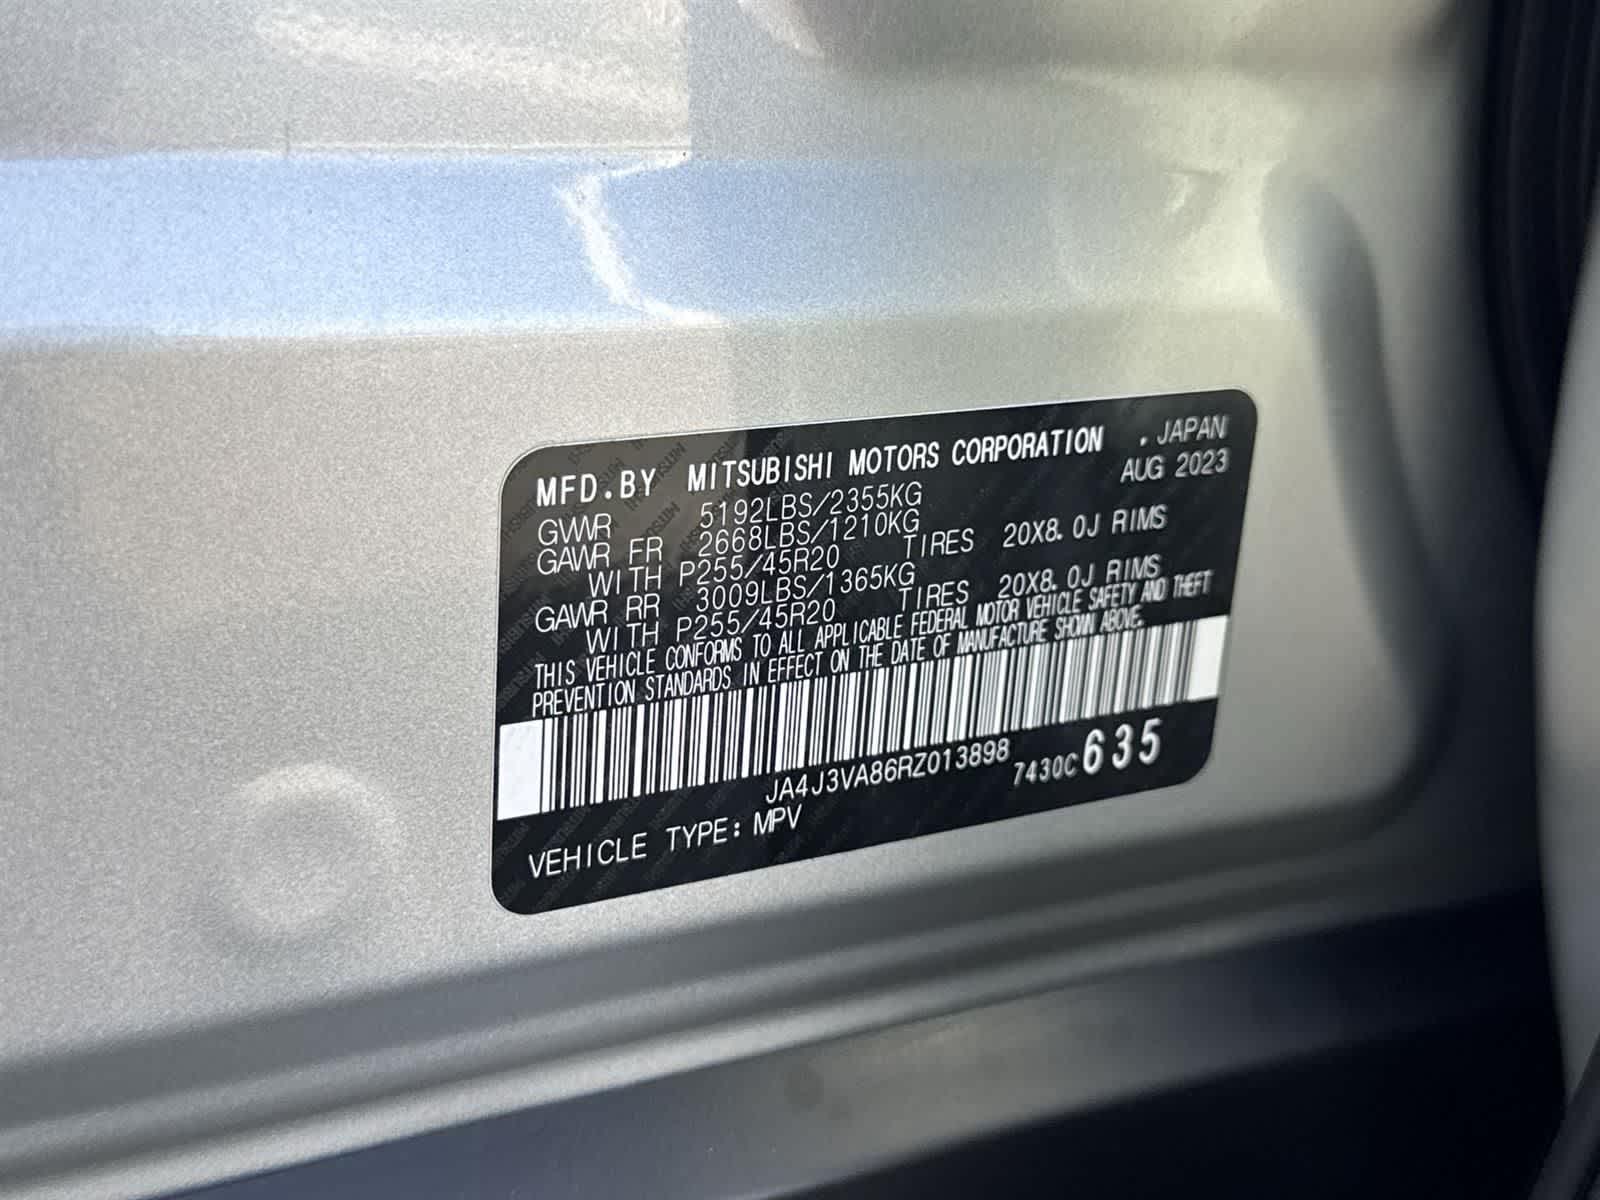 MFD.BY MITSUBISHI MOTORS CORPORATION . JAPAN
AUG 2023
GVWR 5192LBS/2355KG
GAWR FR 2668LBS/1210KG
WITH P255/45R20 TIRES 20X8.0J RIMS
GAWR RR 3009LBS/1365KG
WITH P255/45R20 TIRES 20X8.0J RIMS
THIS VEHICLE CONFORMS TO ALL APPLICABLE FEDERAL MOTOR VEHICLE SAFETY AND THEFT
PREVENTION STANDARDS IN EFFECT ON THE DATE OF MANUFACTURE SHOWN ABOVE.
JA4J3VA86RZ013898 7430C635
VEHICLE TYPE: MPV